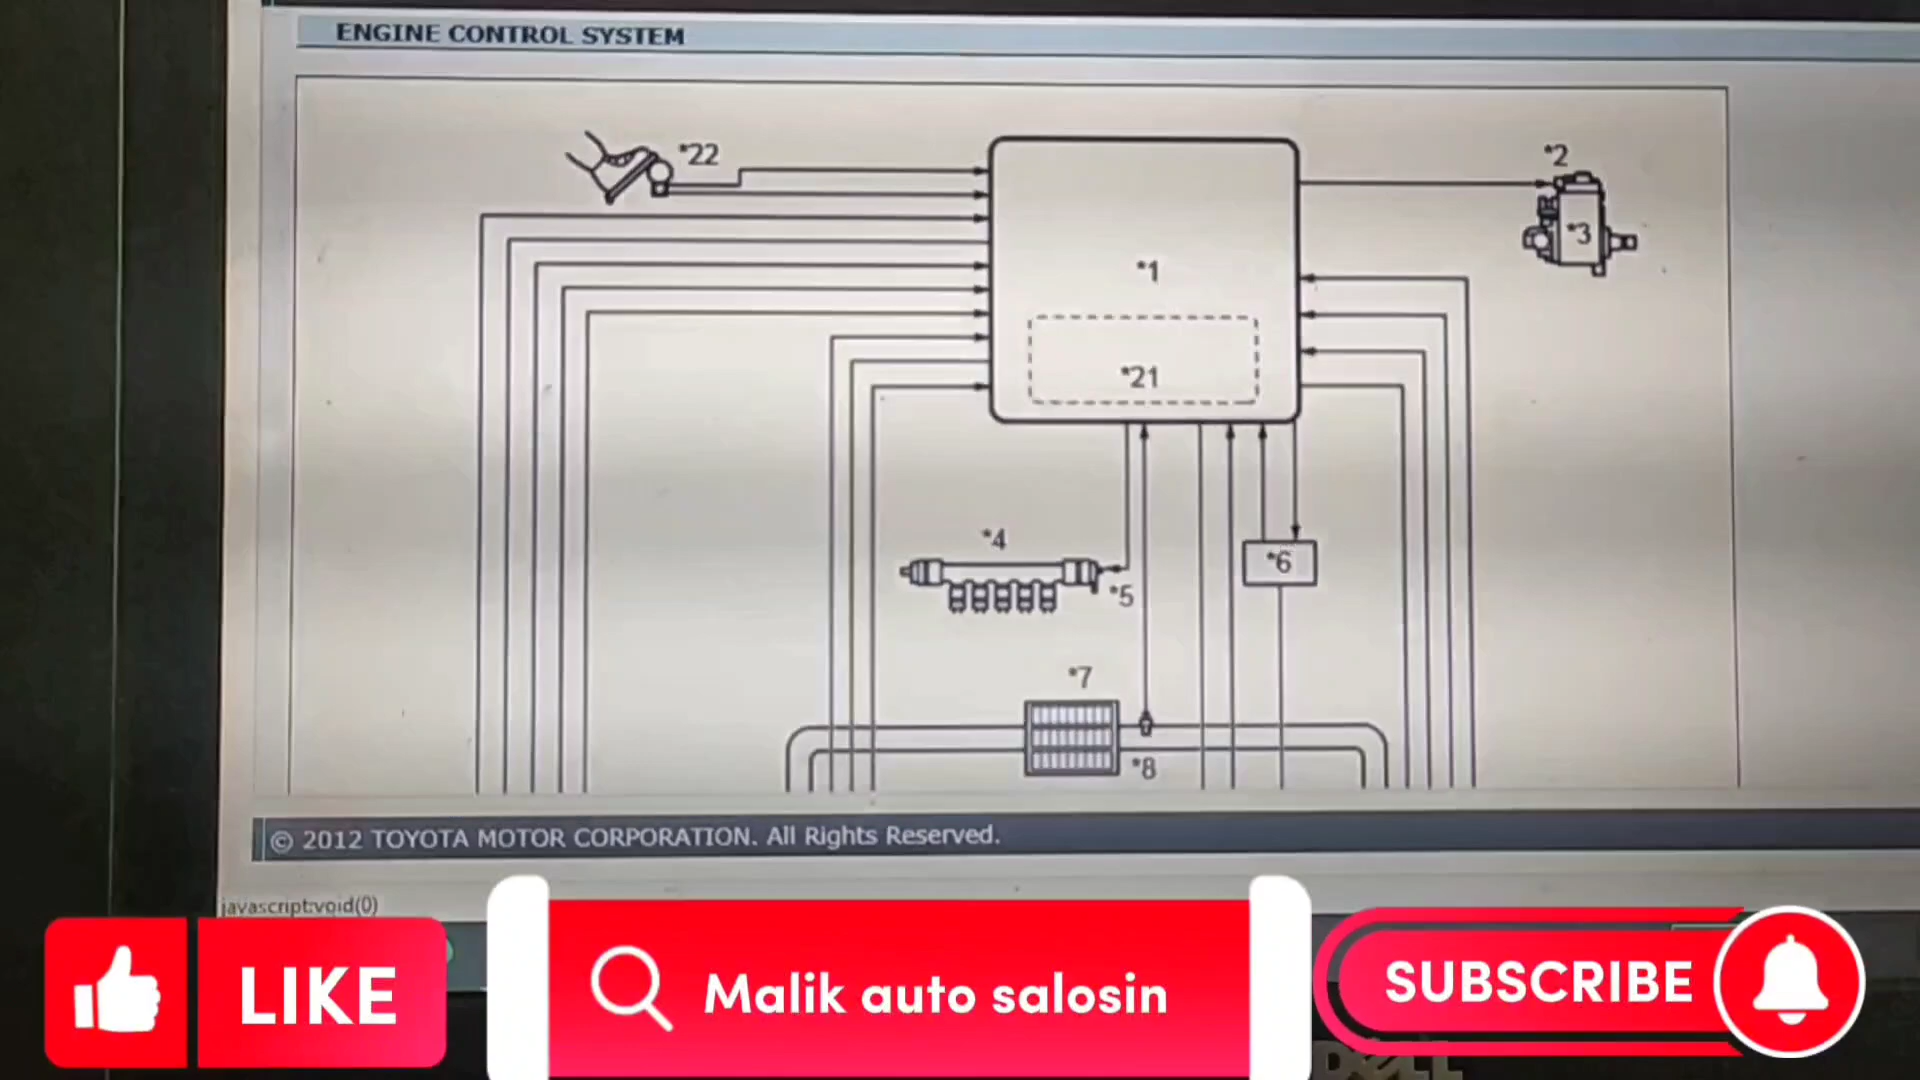 ENGINE CONTROL SYSTEM
*22
*2
*3
*1
*21
*4
*5
*6
*7
*8
© 2012 TOYOTA MOTOR CORPORATION. All Rights Reserved.
javascript:void(0)
LIKE
Malik auto salosin
SUBSCRIBE
DELL